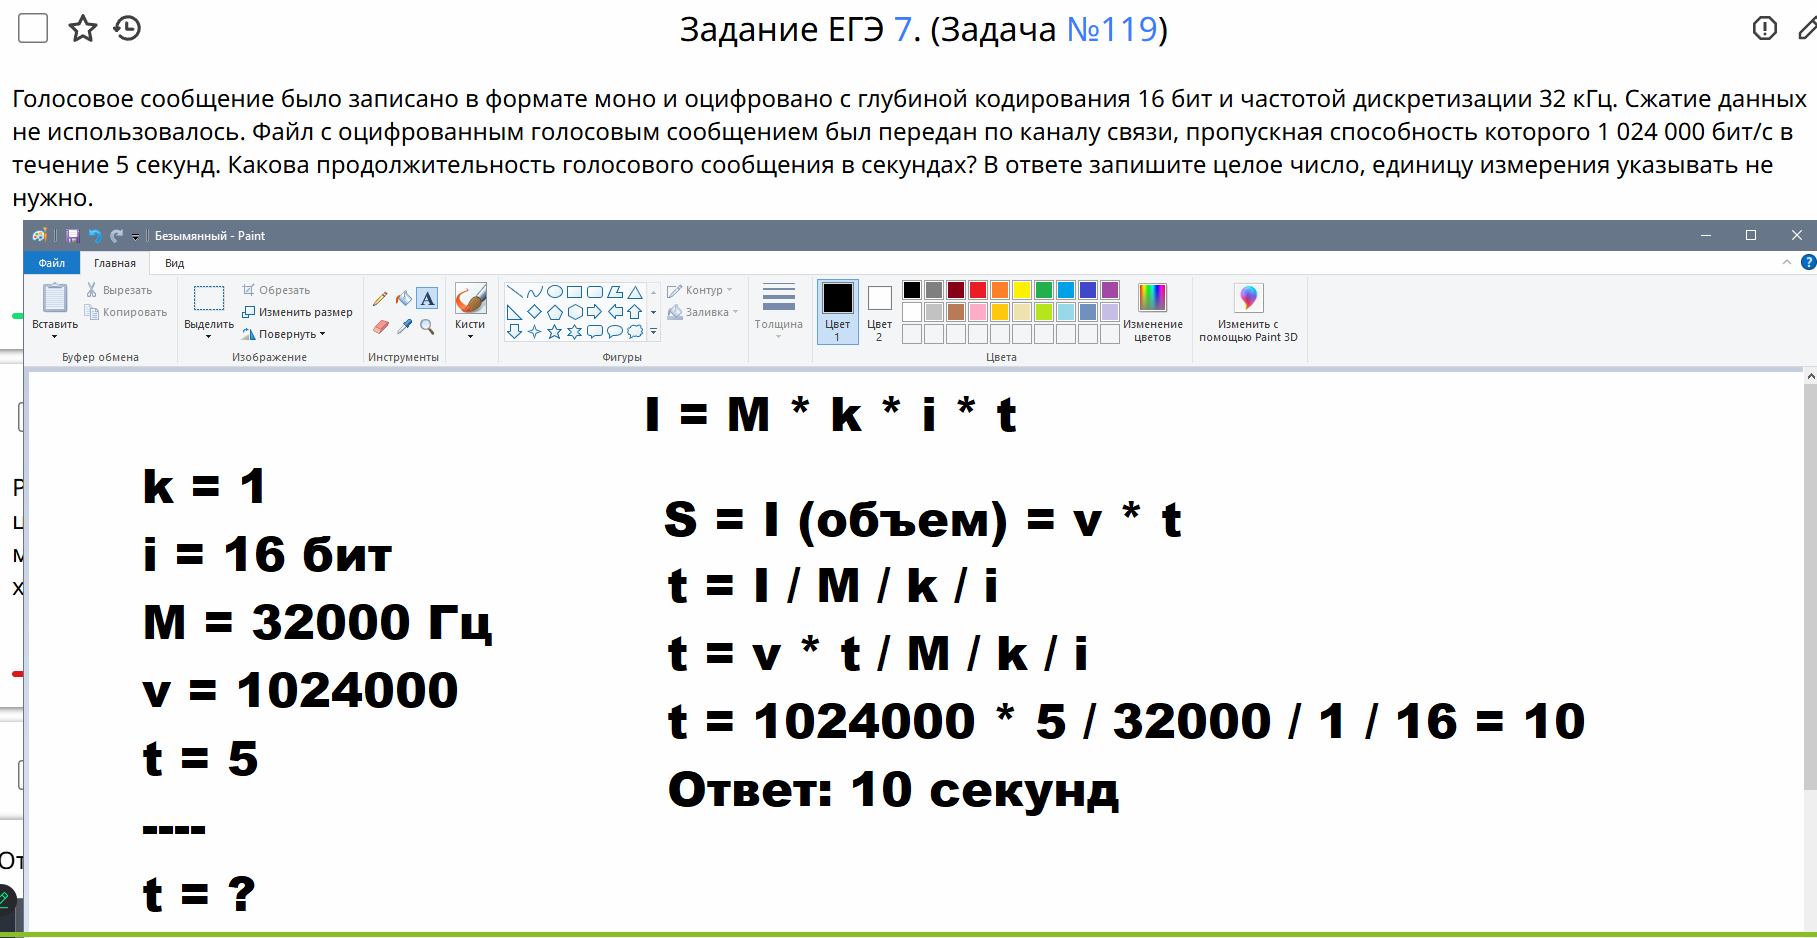 Задание ЕГЭ 7. (Задача №119)
Голосовое сообщение было записано в формате моно и оцифровано с глубиной кодирования 16 бит и частотой дискретизации 32 кГц. Сжатие данных
не использовалось. Файл с оцифрованным голосовым сообщением был передан по каналу связи, пропускная способность которого 1 024 000 бит/с в
течение 5 секунд. Какова продолжительность голосового сообщения в секундах? В ответе запишите целое число, единицу измерения указывать не
нужно.
Безымянный - Paint
Файл Главная Вид
Вставить
Вырезать
Копировать
Буфер обмена
Выделить
Обрезать
Изменить размер
Повернуть
Изображение
Инструменты
Кисти
Контур
Заливка
Фигуры
Толщина
Цвет
1
Цвет
2
Цвета
Изменение
цветов
Изменить с
помощью Paint 3D
I = M * k * i * t
k = 1
i = 16 бит
M = 32000 Гц
v = 1024000
t = 5
----
t = ?
S = I (объем) = v * t
t = I / M / k / i
t = v * t / M / k / i
t = 1024000 * 5 / 32000 / 1 / 16 = 10
Ответ: 10 секунд